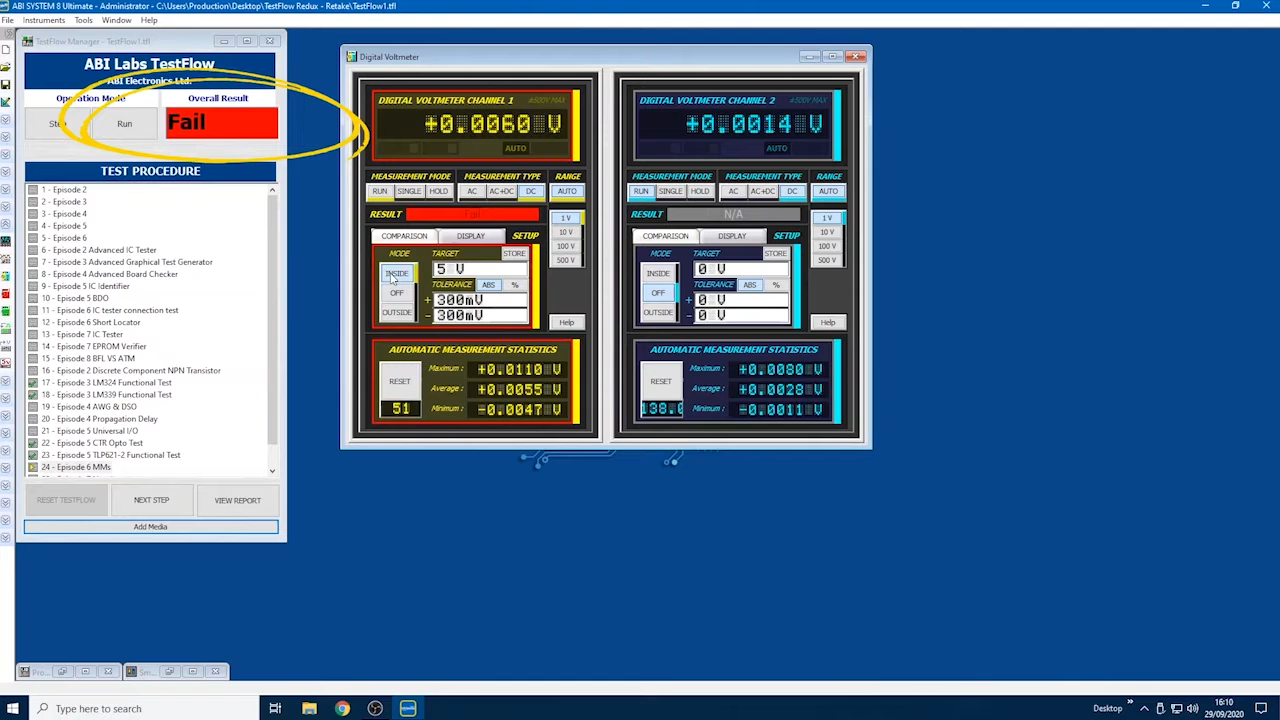 ABI SYSTEM 8 Ultimate - Administrator - C:\Users\Production\Desktop\TestFlow Redux - Retake\TestFlow1.tfl
File Instruments Tools Window Help
TestFlow Manager - TestFlow1.tfl
ABI Labs TestFlow
ABI Electronics Ltd.
Operation Mode Overall Result
Run Fail
TEST PROCEDURE
1 - Episode 2
2 - Episode 3
3 - Episode 4
4 - Episode 5
5 - Episode 6
6 - Episode 2 Advanced IC Tester
7 - Episode 3 Advanced Graphical Test Generator
8 - Episode 4 Advanced Board Checker
9 - Episode 5 IC Identifier
10 - Episode 5 BDO
11 - Episode 6 IC tester connection test
12 - Episode 6 Short Locator
13 - Episode 7 IC Tester
14 - Episode 7 EPROM Verifier
15 - Episode 8 BFL VS ATM
16 - Episode 2 Discrete Component NPN Transistor
17 - Episode 3 LM324 Functional Test
18 - Episode 3 LM339 Functional Test
19 - Episode 4 AWG & DSO
20 - Episode 4 Propagation Delay
21 - Episode 5 Universal I/O
22 - Episode 5 CTR Opto Test
23 - Episode 5 TLP621-2 Functional Test
24 - Episode 6 MMs
RESET TESTFLOW NEXT STEP VIEW REPORT
Add Media
Digital Voltmeter
DIGITAL VOLTMETER CHANNEL 1 ±500V MAX
+0.0060 V
AUTO
MEASUREMENT MODE MEASUREMENT TYPE RANGE
RUN SINGLE HOLD AC AC+DC DC AUTO
RESULT Fail
1 V
10 V
100 V
500 V
COMPARISON DISPLAY SETUP
MODE TARGET STORE
INSIDE 5 V
TOLERANCE ABS %
OFF + 300mV
OUTSIDE - 300mV
Help
AUTOMATIC MEASUREMENT STATISTICS
RESET
51
Maximum : +0.0110 V
Average : +0.0055 V
Minimum : -0.0047 V
DIGITAL VOLTMETER CHANNEL 2 ±500V MAX
+0.0014 V
AUTO
MEASUREMENT MODE MEASUREMENT TYPE RANGE
RUN SINGLE HOLD AC AC+DC DC AUTO
RESULT N/A
1 V
10 V
100 V
500 V
COMPARISON DISPLAY SETUP
MODE TARGET STORE
INSIDE 0 V
TOLERANCE ABS %
OFF + 0 V
OUTSIDE - 0 V
Help
AUTOMATIC MEASUREMENT STATISTICS
RESET
Maximum : +0.0080 V
Average : +0.0028 V
Minimum : -0.0011 V
Pro...
Sm...
Type here to search
Desktop
16:10
29/09/2020